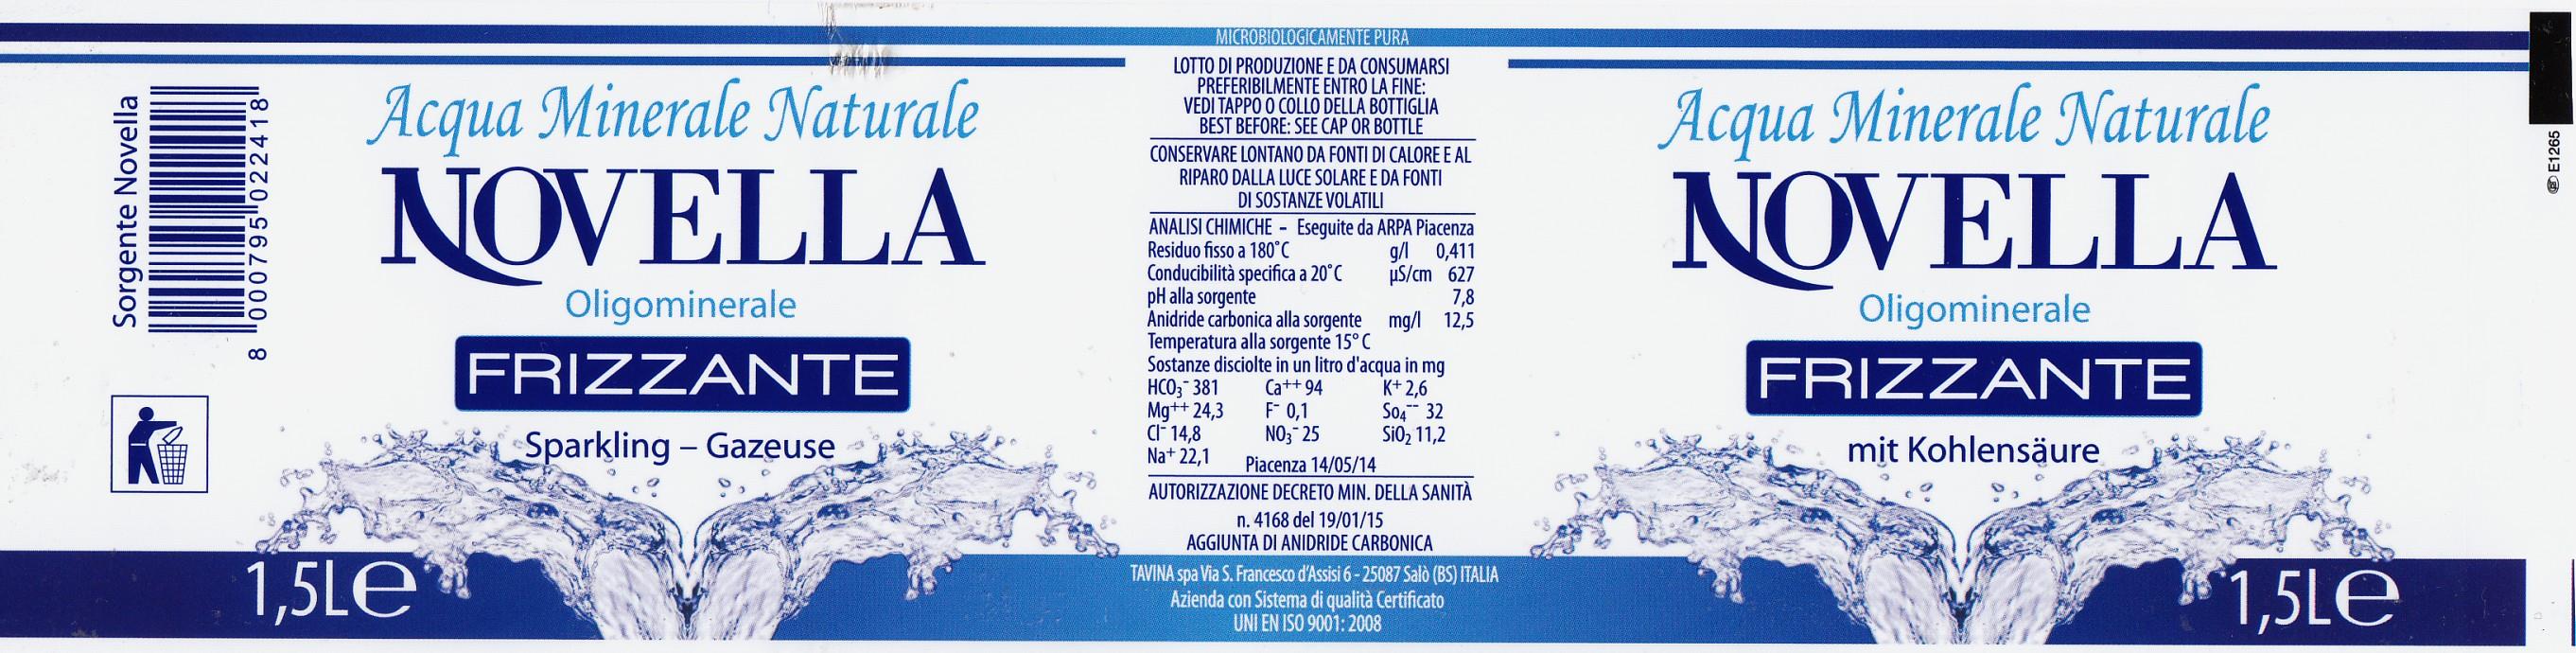 Sorgente Novella
8 000795 022418
Acqua Minerale Naturale
NOVELLA
Oligominerale
FRIZZANTE
Sparkling – Gazeuse
1,5L℮
MICROBIOLOGICAMENTE PURA
LOTTO DI PRODUZIONE E DA CONSUMARSI
PREFERIBILMENTE ENTRO LA FINE:
VEDI TAPPO O COLLO DELLA BOTTIGLIA
BEST BEFORE: SEE CAP OR BOTTLE
CONSERVARE LONTANO DA FONTI DI CALORE E AL
RIPARO DALLA LUCE SOLARE E DA FONTI
DI SOSTANZE VOLATILI
ANALISI CHIMICHE – Eseguite da ARPA Piacenza
Residuo fisso a 180°C g/l 0,411
Conducibilità specifica a 20°C µS/cm 627
pH alla sorgente 7,8
Anidride carbonica alla sorgente mg/l 12,5
Temperatura alla sorgente 15°C
Sostanze disciolte in un litro d'acqua in mg
HCO₃⁻ 381 Ca⁺⁺ 94 K⁺ 2,6
Mg⁺⁺ 24,3 F⁻ 0,1 So₄⁻⁻ 32
Cl⁻ 14,8 NO₃⁻ 25 SiO₂ 11,2
Na⁺ 22,1 Piacenza 14/05/14
AUTORIZZAZIONE DECRETO MIN. DELLA SANITÀ
n. 4168 del 19/01/15
AGGIUNTA DI ANIDRIDE CARBONICA
TAVINA spa Via S. Francesco d'Assisi 6 - 25087 Salò (BS) ITALIA
Azienda con Sistema di qualità Certificato
UNI EN ISO 9001: 2008
Acqua Minerale Naturale
NOVELLA
Oligominerale
FRIZZANTE
mit Kohlensäure
1,5L℮
E1265